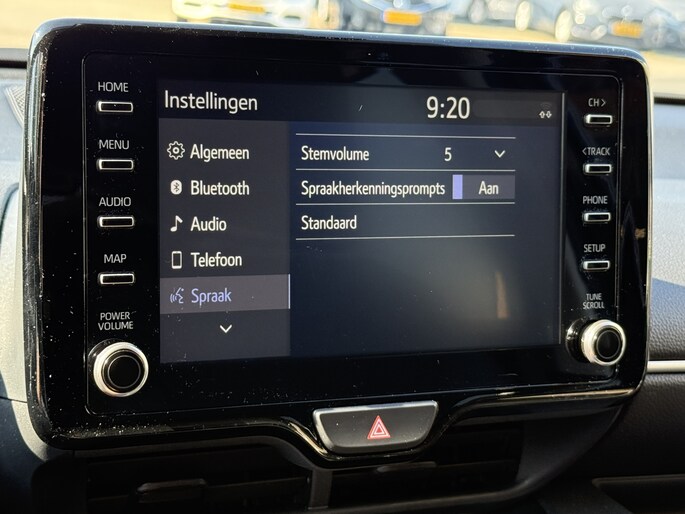 HOME
MENU
AUDIO
MAP
POWER
VOLUME
Instellingen
9:20
Algemeen
Bluetooth
Audio
Telefoon
Spraak
Stemvolume 5
Spraakherkenningsprompts Aan
Standaard
CH >
< TRACK
PHONE
SETUP
TUNE
SCROLL